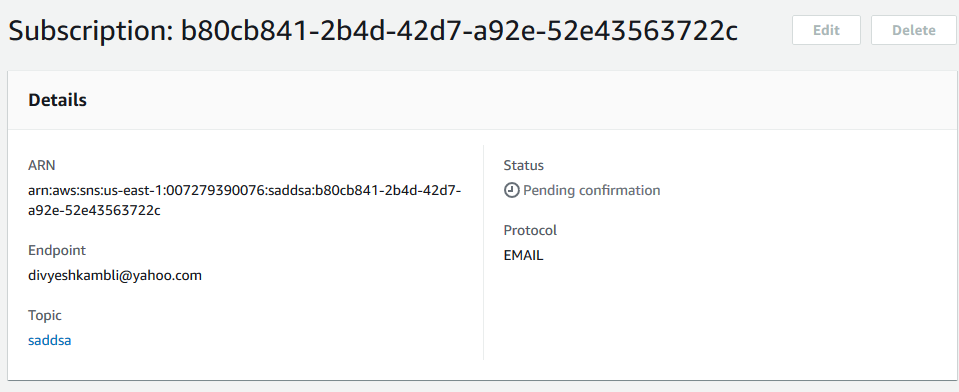 Subscription: b80cb841-2b4d-42d7-a92e-52e43563722c
Edit
Delete
Details
ARN
arn:aws:sns:us-east-1:007279390076:saddsa:b80cb841-2b4d-42d7-
a92e-52e43563722c
Endpoint
divyeshkambli@yahoo.com
Topic
saddsa
Status
Pending confirmation
Protocol
EMAIL